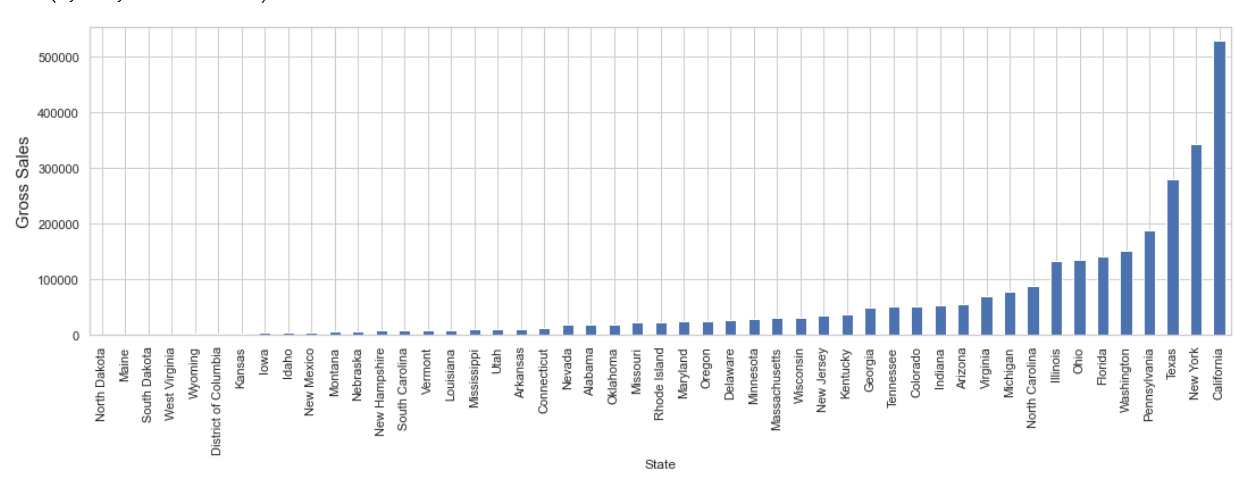 500000
400000
300000
200000
100000
0
Gross Sales
North Dakota
Maine
South Dakota
West Virginia
Wyoming
District of Columbia
Kansas
Iowa
Idaho
New Mexico
Montana
Nebraska
New Hampshire
South Carolina
Vermont
Louisiana
Mississippi
Utah
Arkansas
Connecticut
Nevada
Alabama
Oklahoma
Missouri
Rhode Island
Maryland
Oregon
Delaware
Minnesota
Massachusetts
Wisconsin
New Jersey
Kentucky
Georgia
Tennessee
Colorado
Indiana
Arizona
Virginia
Michigan
North Carolina
Illinois
Ohio
Florida
Washington
Pennsylvania
Texas
New York
California
State